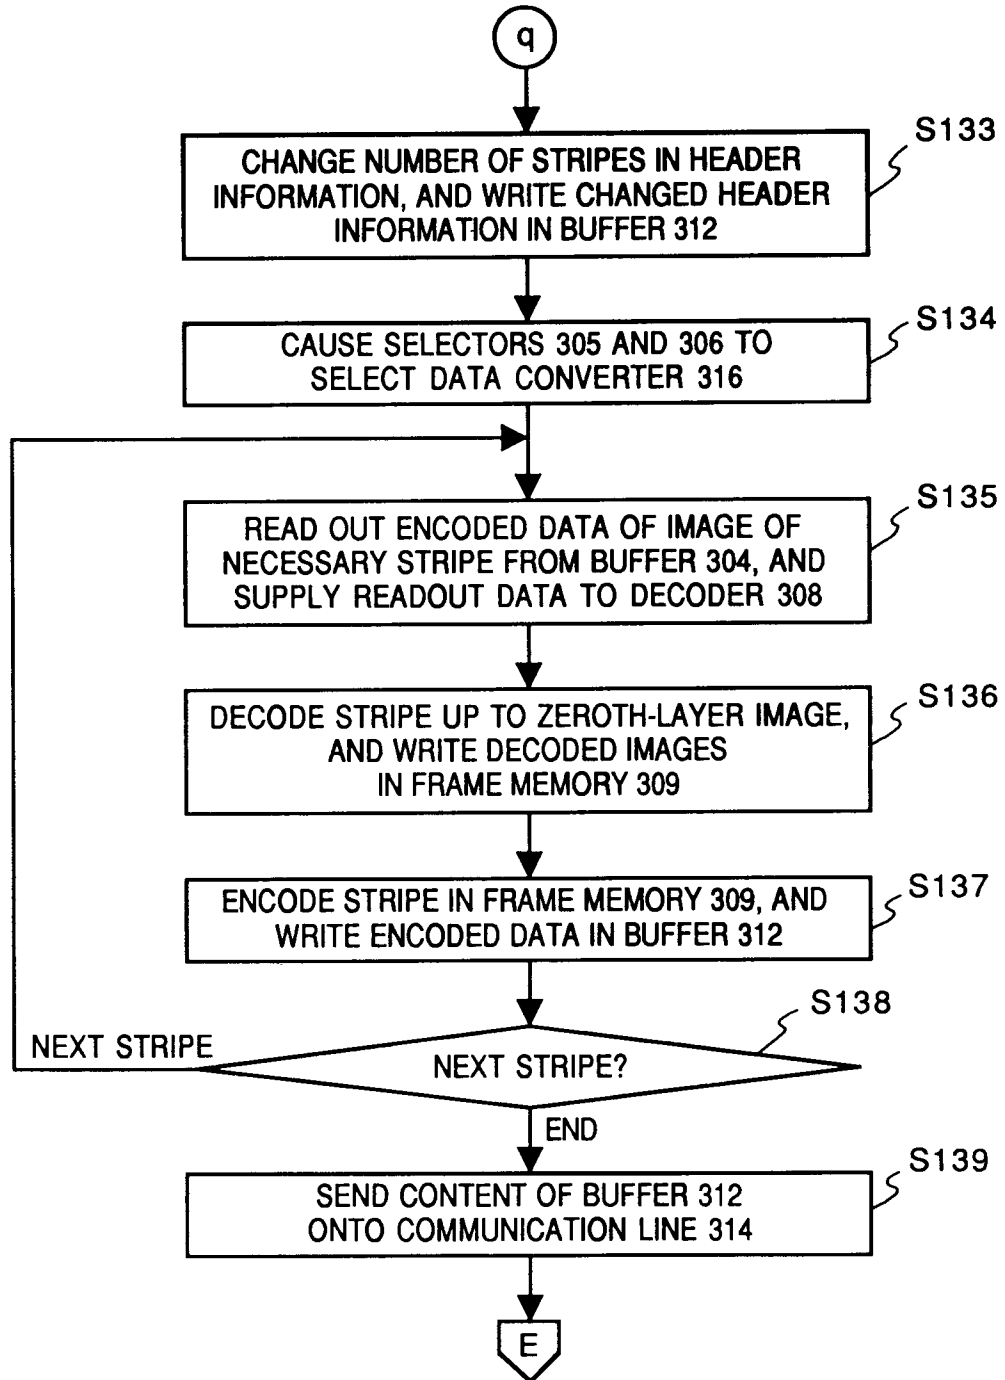 q
S133
CHANGE NUMBER OF STRIPES IN HEADER
INFORMATION, AND WRITE CHANGED HEADER
INFORMATION IN BUFFER 312
S134
CAUSE SELECTORS 305 AND 306 TO
SELECT DATA CONVERTER 316
S135
READ OUT ENCODED DATA OF IMAGE OF
NECESSARY STRIPE FROM BUFFER 304, AND
SUPPLY READOUT DATA TO DECODER 308
S136
DECODE STRIPE UP TO ZEROTH-LAYER IMAGE,
AND WRITE DECODED IMAGES
IN FRAME MEMORY 309
S137
ENCODE STRIPE IN FRAME MEMORY 309, AND
WRITE ENCODED DATA IN BUFFER 312
S138
NEXT STRIPE
NEXT STRIPE?
END
S139
SEND CONTENT OF BUFFER 312
ONTO COMMUNICATION LINE 314
E